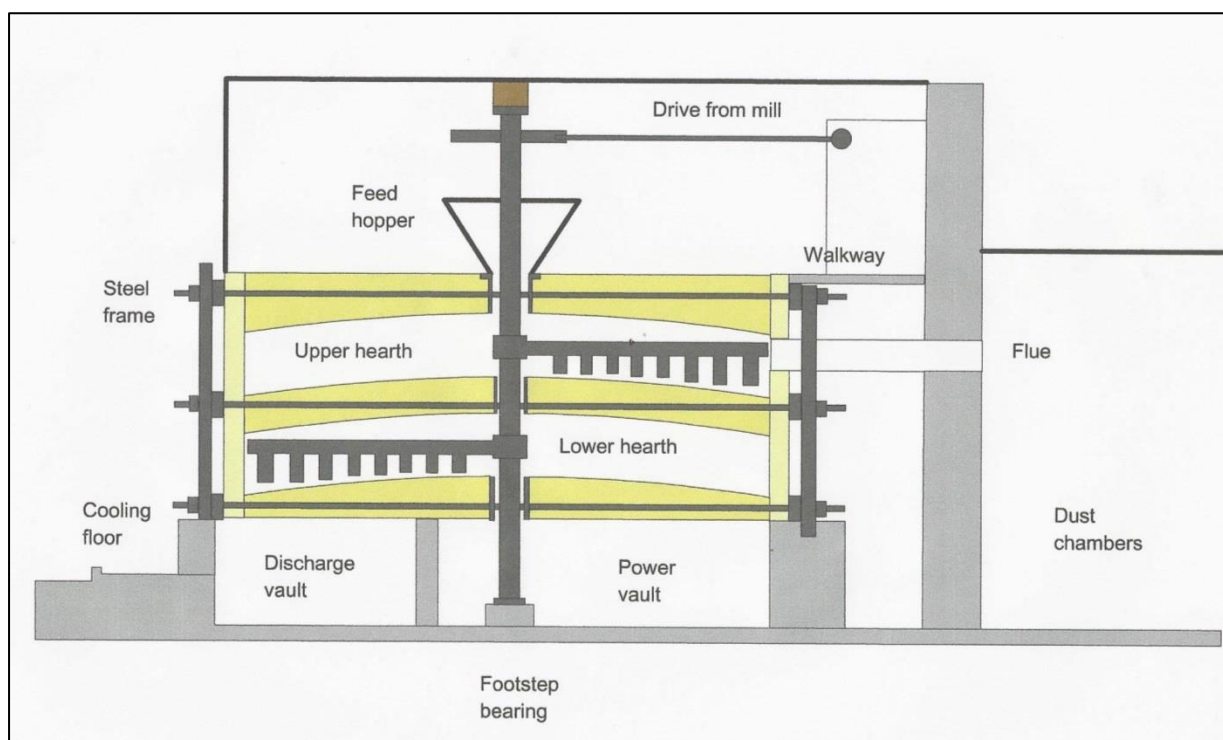 Drive from mill
Feed
hopper
Walkway
Steel
frame
Upper hearth
Flue
Lower hearth
Cooling
floor
Discharge
vault
Power
vault
Dust
chambers
Footstep
bearing